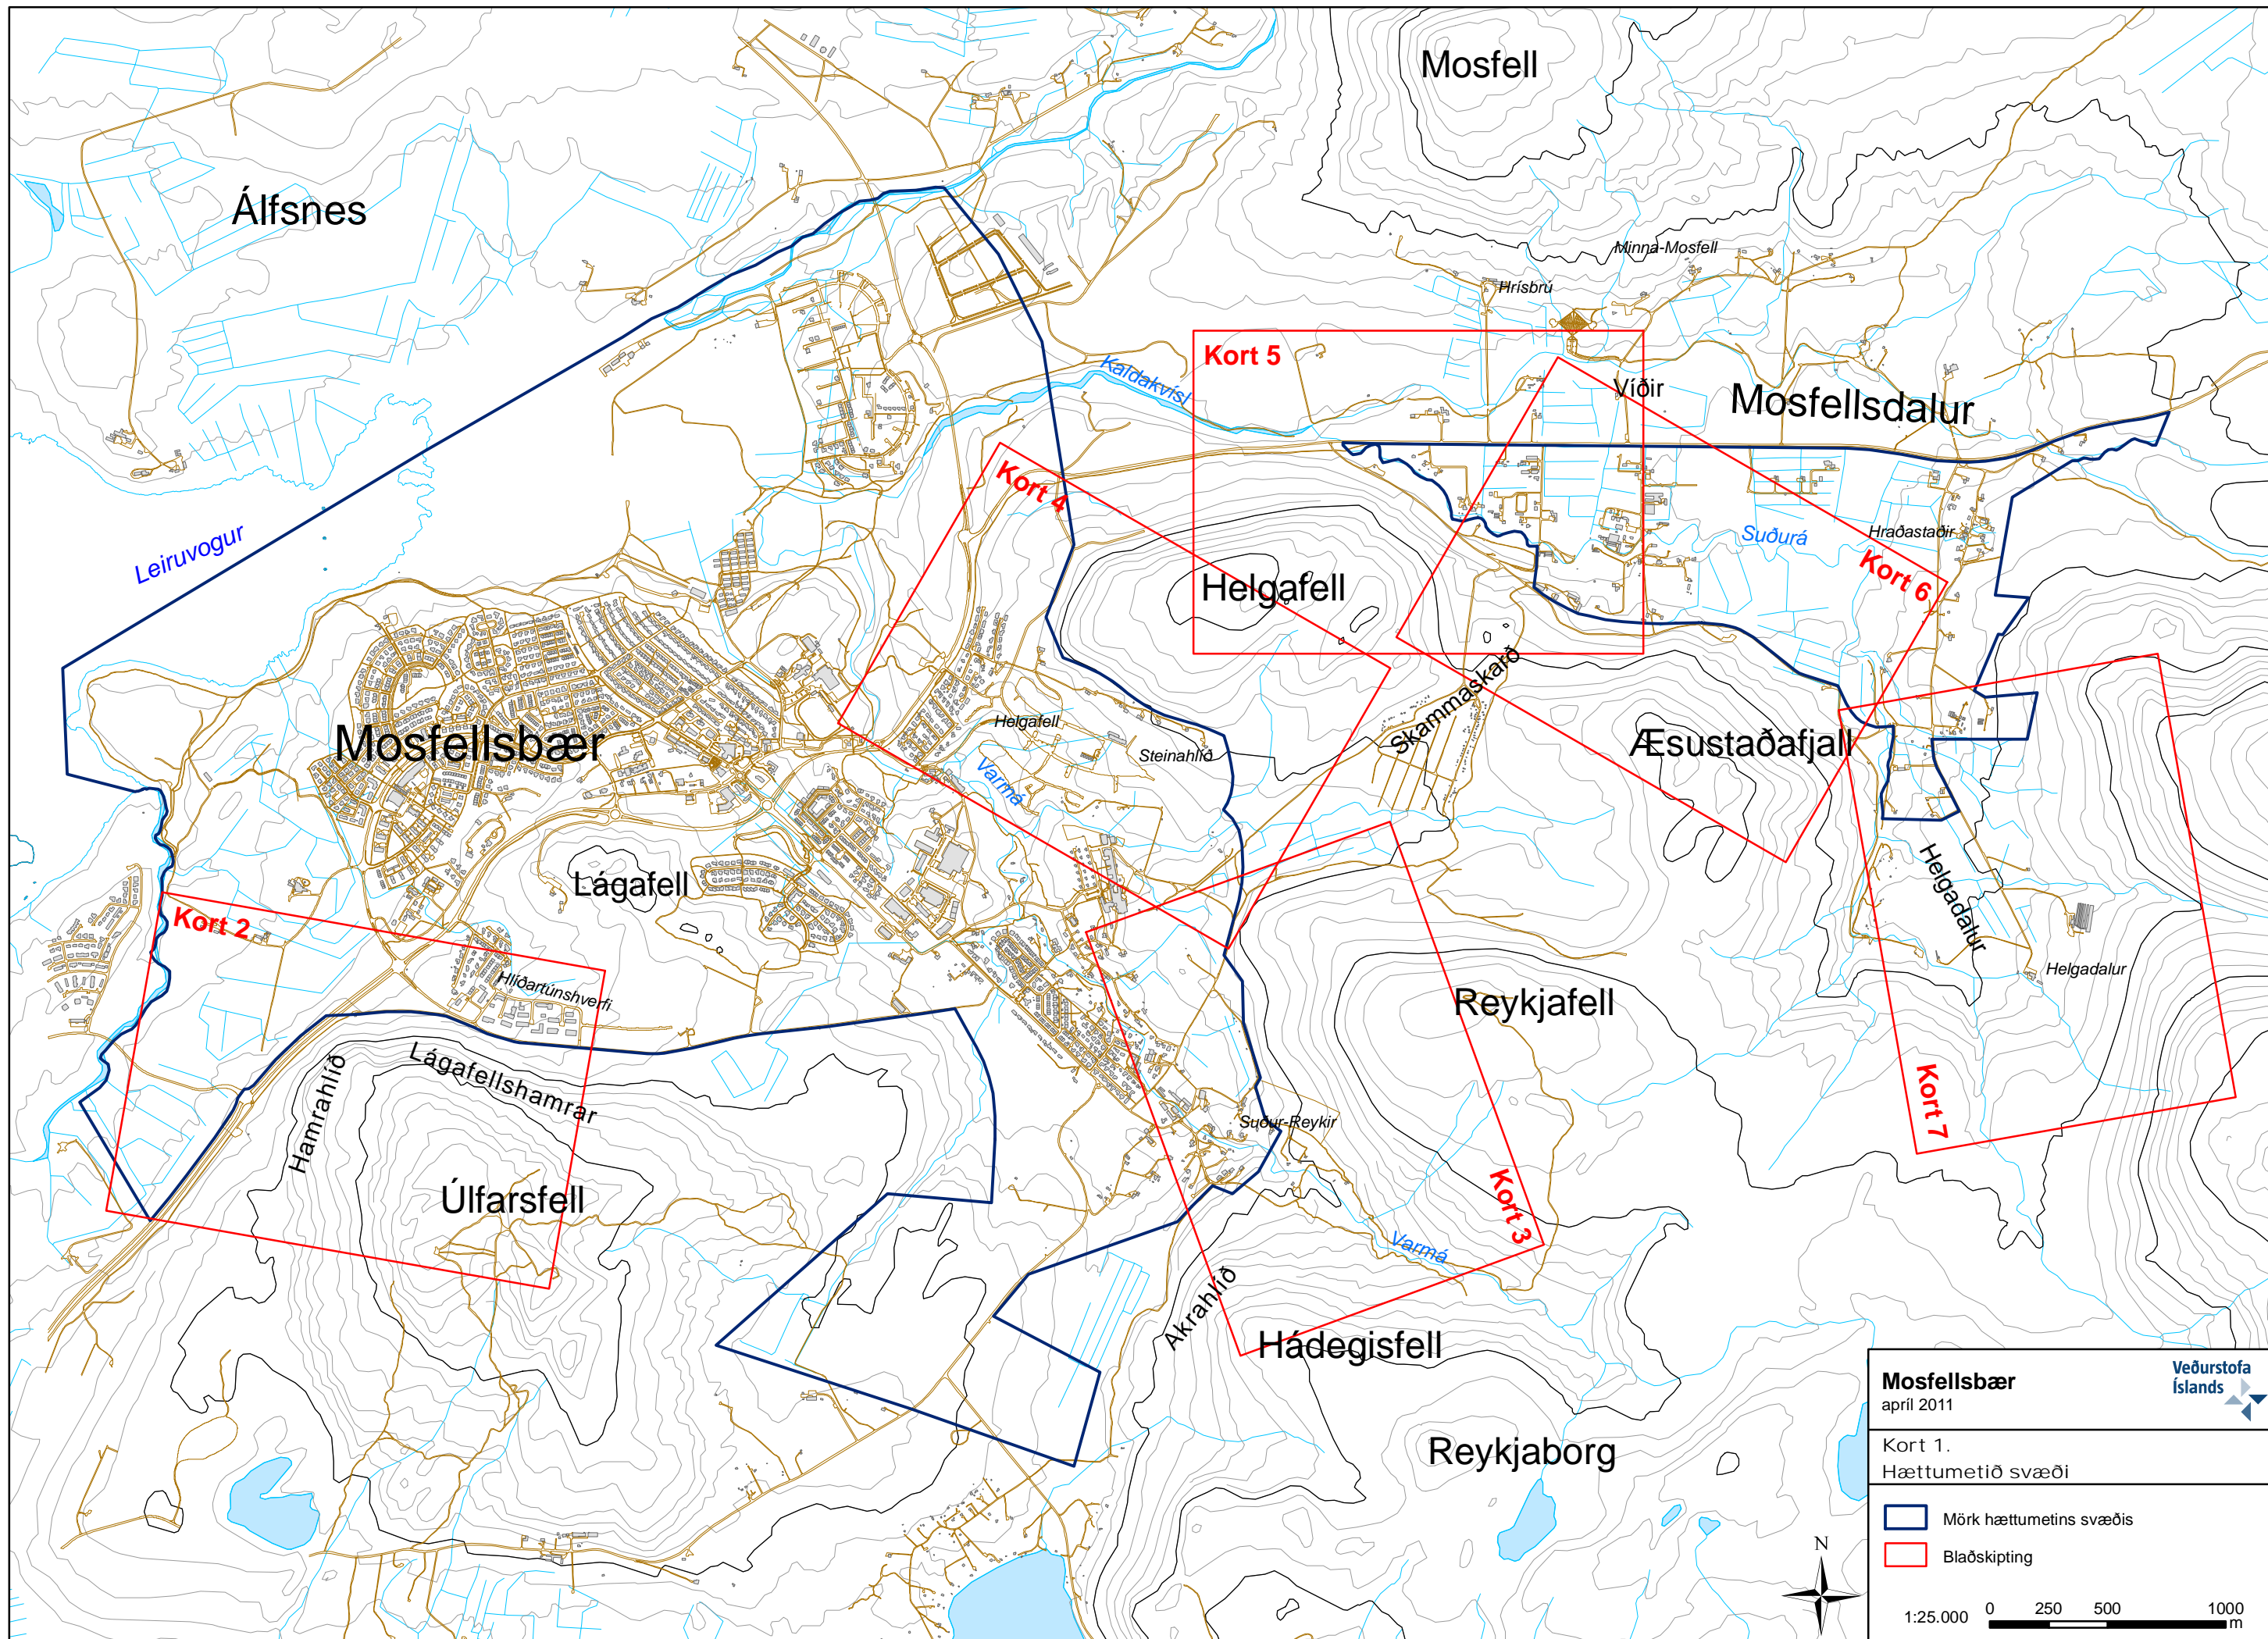 Mosfell
Álfsnes
Minna-Mosfell
Hrísbrú
Kort 5
Kaldakvísl
Víðir
Mosfellsdalur
Kort 4
Leiruvogur
Suðurá
Hraðastaðir
Kort 6
Helgafell
Skammaskarð
Helgafell
Mosfellsbær
Steinahlíð
Æsustaðafjall
Varmá
Lágafell
Helgadalur
Kort 2
Hlíðartúnshverfi
Helgadalur
Reykjafell
Hamrahlíð
Lágafellshamrar
Kort 7
Suður-Reykir
Úlfarsfell
Kort 3
Varmá
Akrahlíð
Hádegisfell
Reykjaborg
Mosfellsbær
apríl 2011
Veðurstofa
Íslands
Kort 1.
Hættumetið svæði
Mörk hættumetins svæðis
Blaðskipting
N
1:25.000 0 250 500 1000
m